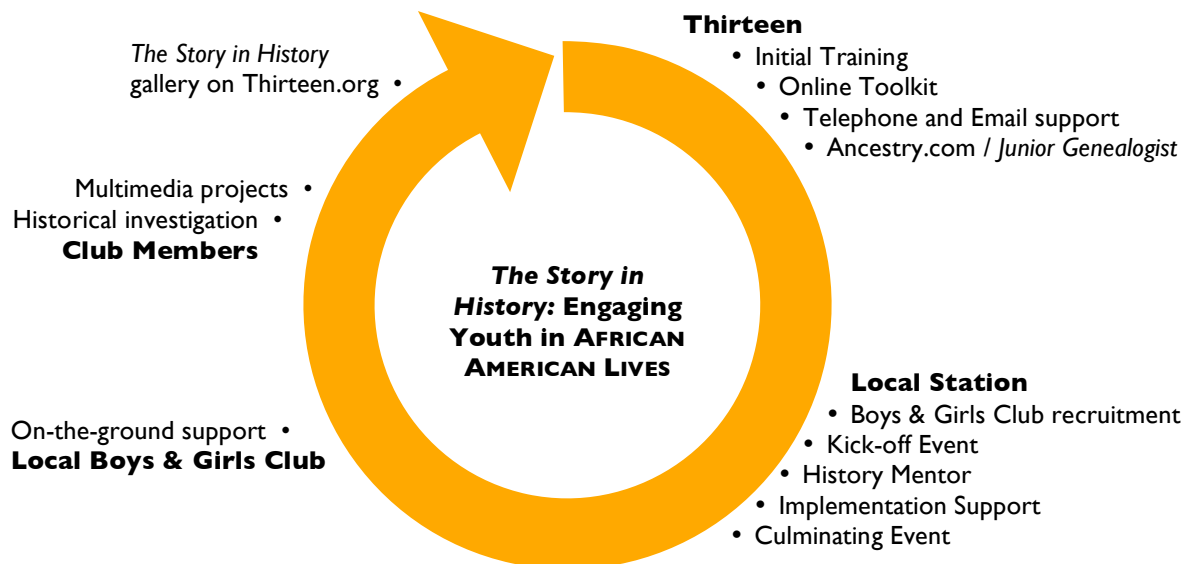 Thirteen
• Initial Training
• Online Toolkit
• Telephone and Email support
• Ancestry.com / Junior Genealogist
Local Station
• Boys & Girls Club recruitment
• Kick-off Event
• History Mentor
• Implementation Support
• Culminating Event
On-the-ground support •
Local Boys & Girls Club
Multimedia projects •
Historical investigation •
Club Members
The Story in History
gallery on Thirteen.org •
The Story in
History: Engaging
Youth in AFRICAN
AMERICAN LIVES